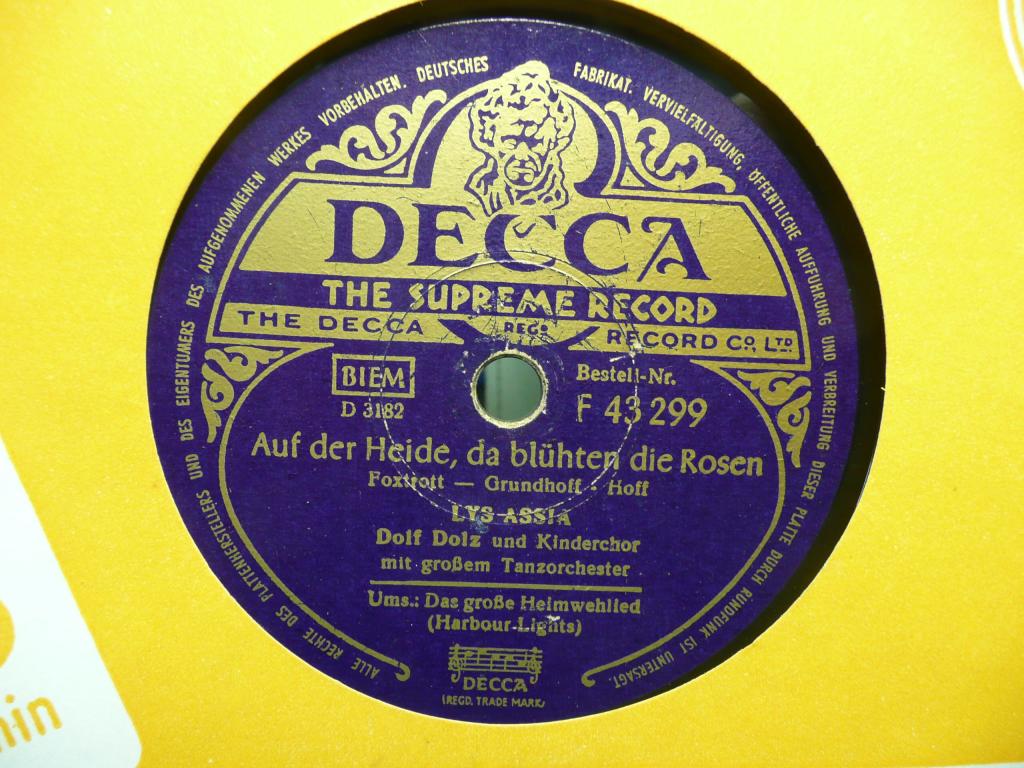 ALLE RECHTE DES PLATTENHERSTELLERS UND DES EIGENTÜMERS DES AUFGENOMMENEN WERKES VORBEHALTEN. DEUTSCHES FABRIKAT. VERVIELFÄLTIGUNG, ÖFFENTLICHE AUFFÜHRUNG UND VERBREITUNG DIESER PLATTE DURCH RUNDFUNK IST UNTERSAGT.
DECCA
THE SUPREME RECORD
THE DECCA REGD RECORD CO. LTD.
BIEM
D 3182
Bestell-Nr.
F 43 299
Auf der Heide, da blühten die Rosen
Foxtrott — Grundhoff - Hoff
LYS ASSIA
Dolf Dolz und Kinderchor
mit großem Tanzorchester
Ums.: Das große Heimwehlied
(Harbour-Lights)
DECCA
(REGD. TRADE MARK)